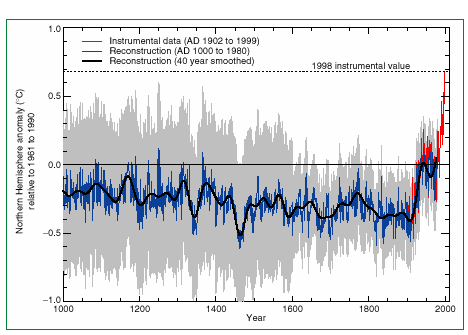 1.0
Instrumental data (AD 1902 to 1999)
Reconstruction (AD 1000 to 1980)
Reconstruction (40 year smoothed)
1998 instrumental value
0.5
0.0
−0.5
−1.0
Northern Hemisphere anomaly (°C)
relative to 1961 to 1990
1000 1200 1400 1600 1800 2000
Year